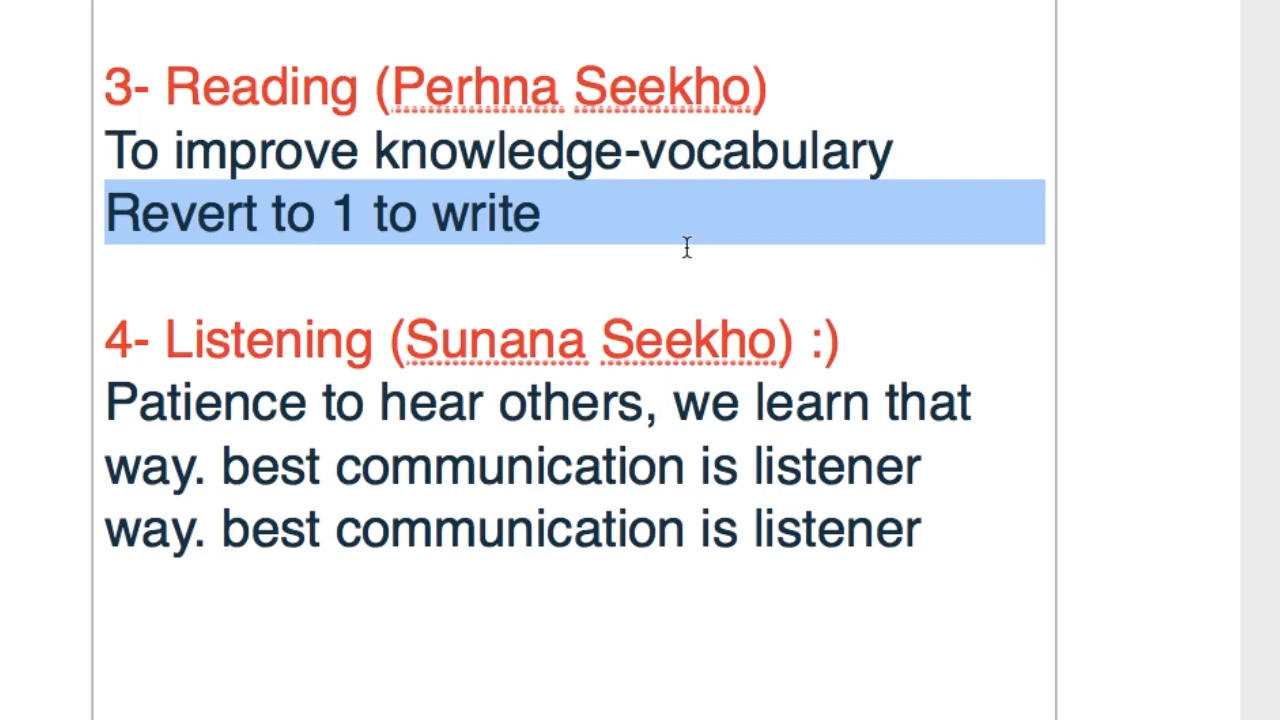 3- Reading (Perhna Seekho)
To improve knowledge-vocabulary
Revert to 1 to write
4- Listening (Sunana Seekho) :)
Patience to hear others, we learn that
way. best communication is listener
way. best communication is listener